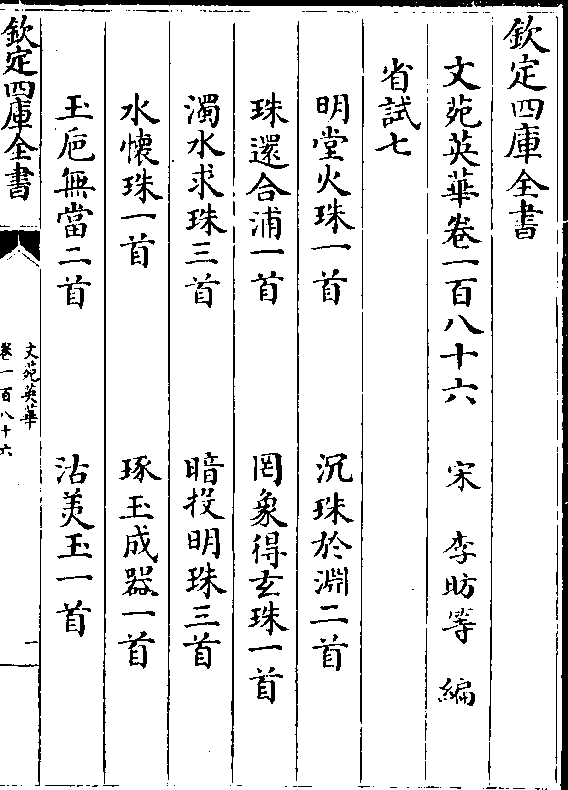 欽定四庫全書
文苑英華卷一百八十六　宋　李昉等　編
省試七
明堂火珠一首　沉珠於淵二首
珠還合浦一首　罔象得玄珠一首
濁水求珠三首　暗投明珠三首
水懷珠一首　琢玉成器一首
玉巵無當二首　沽美玉一首
欽定四庫全書
文苑英華
卷一百八十六
一